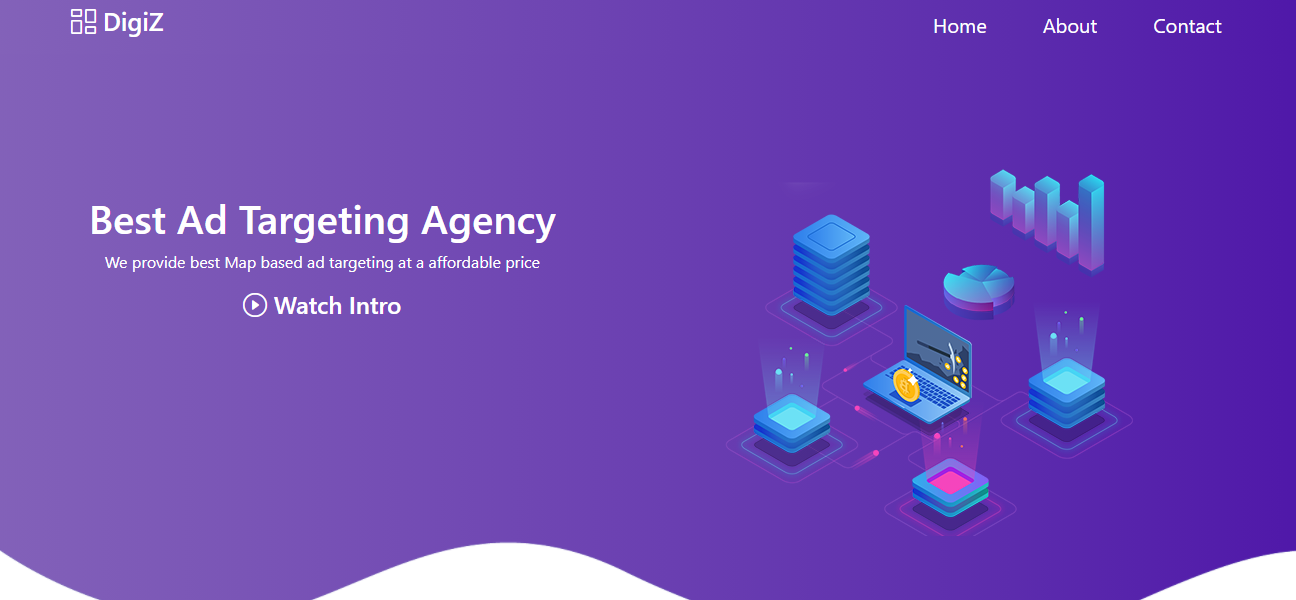 DigiZ
Home About Contact
Best Ad Targeting Agency
We provide best Map based ad targeting at a affordable price
Watch Intro